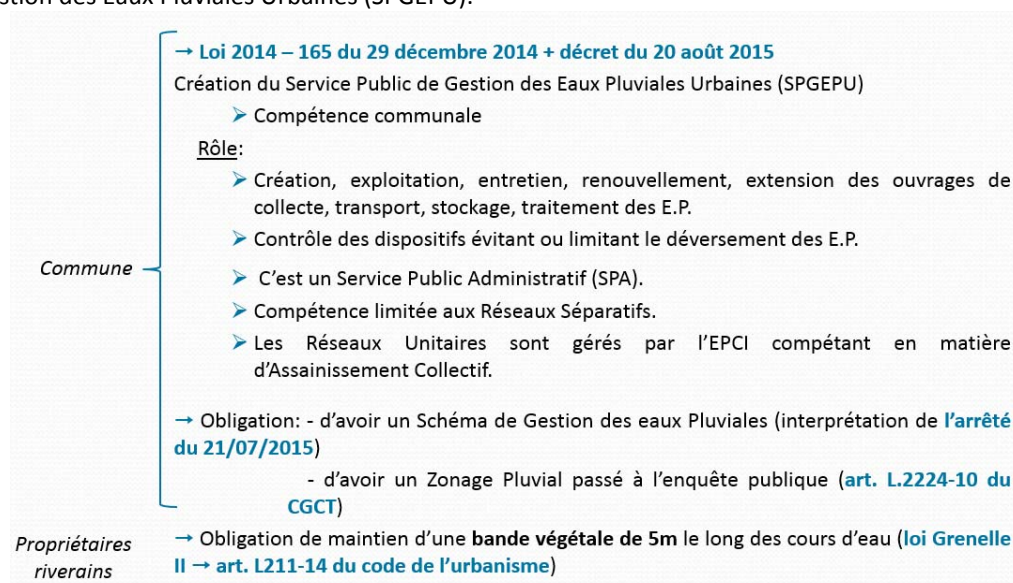 stion des Eaux Pluviales Urbaines (SPGEPU).
→ Loi 2014 – 165 du 29 décembre 2014 + décret du 20 août 2015
Création du Service Public de Gestion des Eaux Pluviales Urbaines (SPGEPU)
➤ Compétence communale
Rôle:
➤ Création, exploitation, entretien, renouvellement, extension des ouvrages de
collecte, transport, stockage, traitement des E.P.
➤ Contrôle des dispositifs évitant ou limitant le déversement des E.P.
Commune
➤ C'est un Service Public Administratif (SPA).
➤ Compétence limitée aux Réseaux Séparatifs.
➤ Les Réseaux Unitaires sont gérés par l'EPCI compétant en matière
d'Assainissement Collectif.
→ Obligation: - d'avoir un Schéma de Gestion des eaux Pluviales (interprétation de l'arrêté
du 21/07/2015)
- d'avoir un Zonage Pluvial passé à l'enquête publique (art. L.2224-10 du
CGCT)
Propriétaires
riverains
→ Obligation de maintien d'une bande végétale de 5m le long des cours d'eau (loi Grenelle
II → art. L211-14 du code de l'urbanisme)